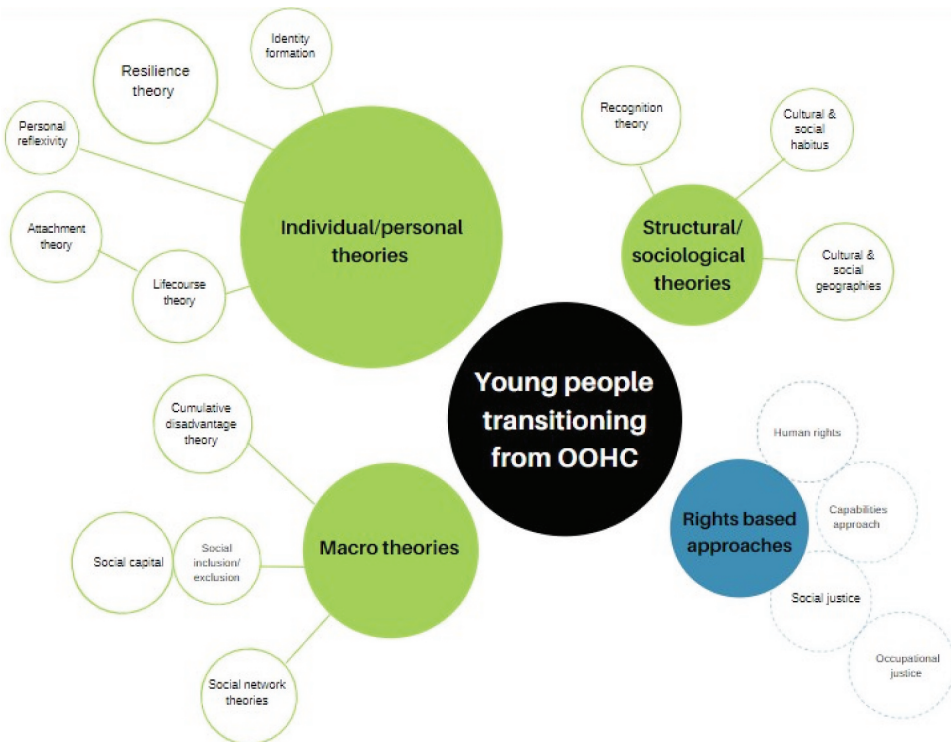 Identity
formation
Resilience
theory
Personal
reflexivity
Attachment
theory
Lifecourse
theory
Individual/personal
theories
Recognition
theory
Cultural &
social
habitus
Structural/
sociological
theories
Cultural &
social
geographies
Young people
transitioning
from OOHC
Cumulative
disadvantage
theory
Social capital
Social
inclusion/
exclusion
Macro theories
Social network
theories
Human rights
Capabilities
approach
Rights based
approaches
Social justice
Occupational
justice